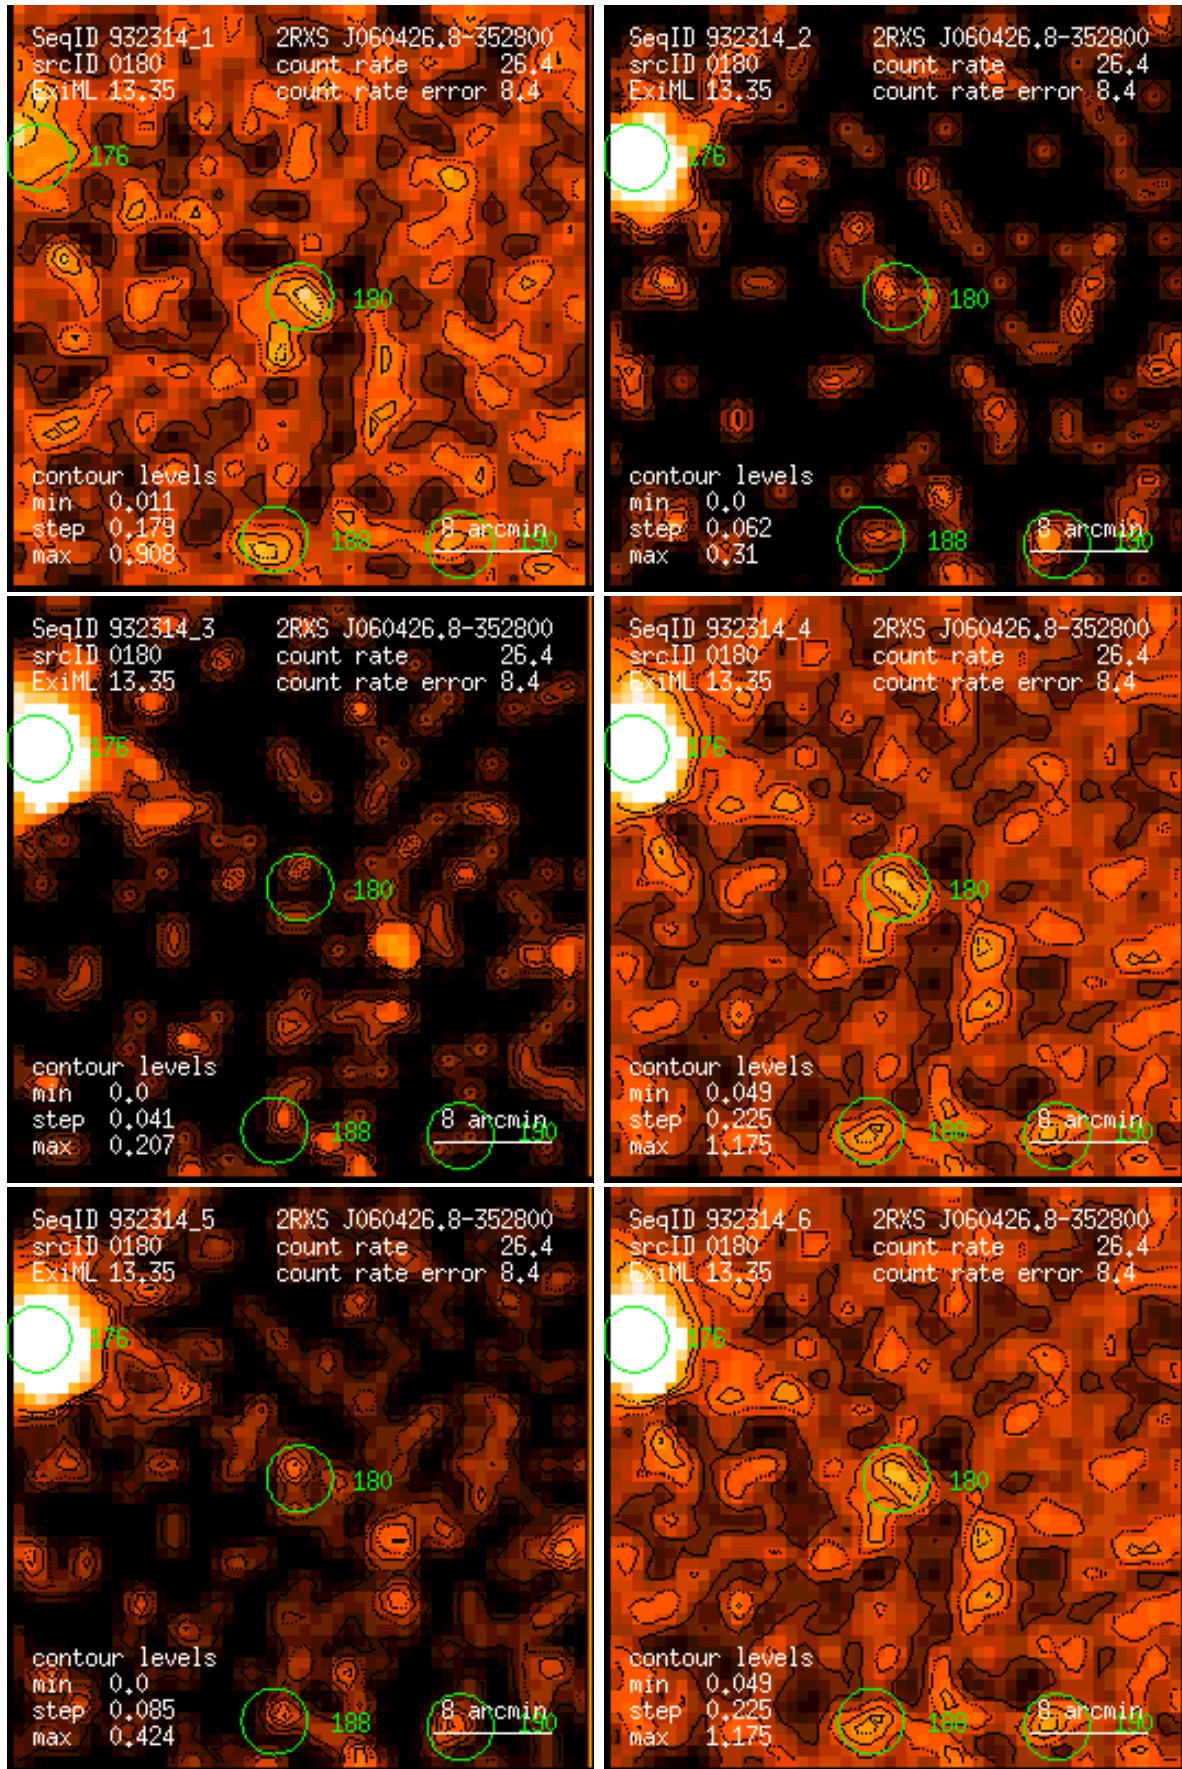 SeqID 932314_1 2RXS J060426.8-352800
srcID 0180 count rate 26.4
ExiML 13.35 count rate error 8.4
176
180
contour levels
min 0.011
step 0.179
max 0.908
188
8 arcmin
190
SeqID 932314_2 2RXS J060426.8-352800
srcID 0180 count rate 26.4
ExiML 13.35 count rate error 8.4
176
180
contour levels
min 0.0
step 0.062
max 0.31
188
8 arcmin
190
SeqID 932314_3 2RXS J060426.8-352800
srcID 0180 count rate 26.4
ExiML 13.35 count rate error 8.4
176
180
contour levels
min 0.0
step 0.041
max 0.207
188
8 arcmin
190
SeqID 932314_4 2RXS J060426.8-352800
srcID 0180 count rate 26.4
ExiML 13.35 count rate error 8.4
176
180
contour levels
min 0.049
step 0.225
max 1.175
188
8 arcmin
190
SeqID 932314_5 2RXS J060426.8-352800
srcID 0180 count rate 26.4
ExiML 13.35 count rate error 8.4
176
180
contour levels
min 0.0
step 0.085
max 0.424
188
8 arcmin
190
SeqID 932314_6 2RXS J060426.8-352800
srcID 0180 count rate 26.4
ExiML 13.35 count rate error 8.4
176
180
contour levels
min 0.049
step 0.225
max 1.175
188
8 arcmin
190